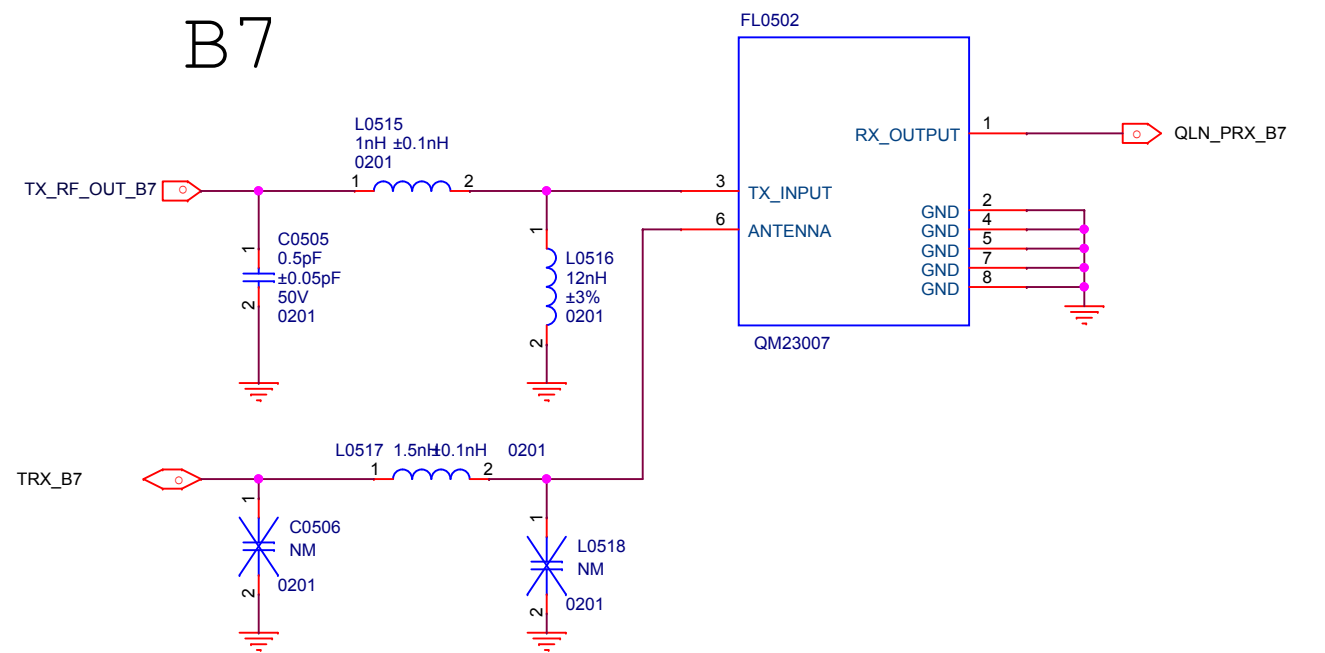 B7
FL0502
L0515
1nH ±0.1nH
0201
1 2
TX_RF_OUT_B7
RX_OUTPUT 1
QLN_PRX_B7
3 TX_INPUT
6 ANTENNA
GND 2
GND 4
GND 5
GND 7
GND 8
1
C0505
0.5pF
±0.05pF
50V
0201
2
1
L0516
12nH
±3%
0201
2
QM23007
L0517 1.5nH±0.1nH 0201
1 2
TRX_B7
1
C0506
NM
0201
2
1
L0518
NM
0201
2